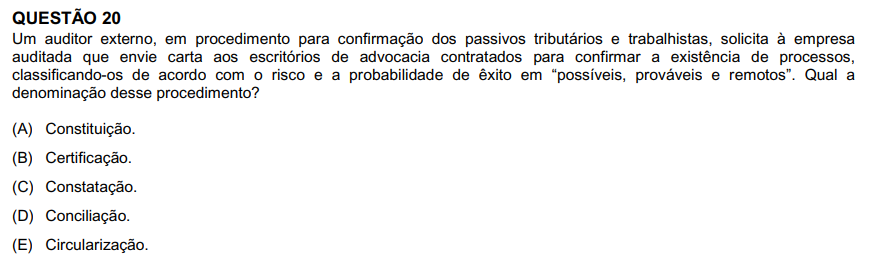 QUESTÃO 20
Um auditor externo, em procedimento para confirmação dos passivos tributários e trabalhistas, solicita à empresa
auditada que envie carta aos escritórios de advocacia contratados para confirmar a existência de processos,
classificando-os de acordo com o risco e a probabilidade de êxito em “possíveis, prováveis e remotos”. Qual a
denominação desse procedimento?
(A) Constituição.
(B) Certificação.
(C) Constatação.
(D) Conciliação.
(E) Circularização.